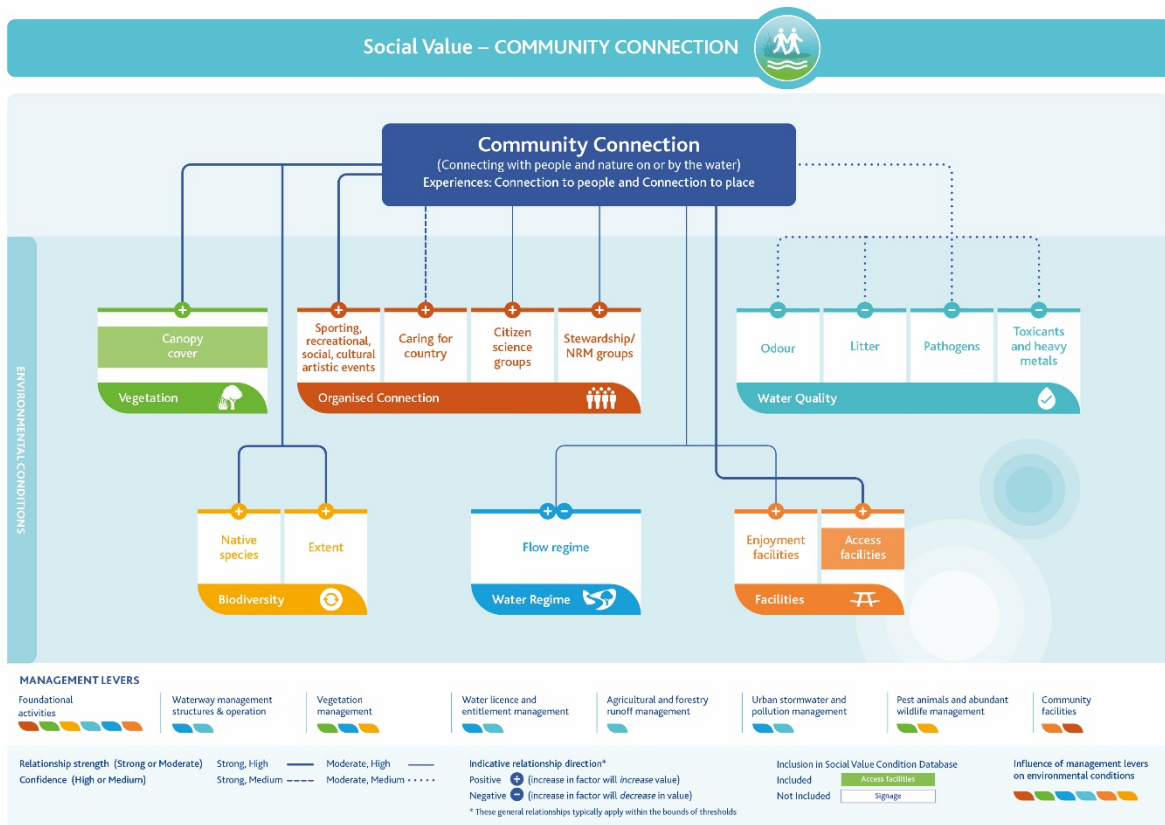 Social Value – COMMUNITY CONNECTION
Community Connection
(Connecting with people and nature on or by the water)
Experiences: Connection to people and Connection to place
ENVIRONMENTAL CONDITIONS
+
Canopy
cover
Vegetation
+
Sporting,
recreational,
social, cultural
artistic events
+
Caring for
country
+
Citizen
science
groups
+
Stewardship/
NRM groups
Organised Connection
−
Odour
−
Litter
−
Pathogens
−
Toxicants
and heavy
metals
Water Quality
+
Native
species
+
Extent
Biodiversity
+ −
Flow regime
Water Regime
+
Enjoyment
facilities
+
Access
facilities
Facilities
MANAGEMENT LEVERS
Foundational
activities
Waterway management
structures & operation
Vegetation
management
Water licence and
entitlement management
Agricultural and forestry
runoff management
Urban stormwater and
pollution management
Pest animals and abundant
wildlife management
Community
facilities
Relationship strength (Strong or Moderate)
Confidence (High or Medium)
Strong, High
Strong, Medium
Moderate, High
Moderate, Medium
Indicative relationship direction*
Positive + (increase in factor will increase value)
Negative − (increase in factor will decrease in value)
* These general relationships typically apply within the bounds of thresholds
Inclusion in Social Value Condition Database
Included Access facilities
Not Included Signage
Influence of management levers
on environmental conditions